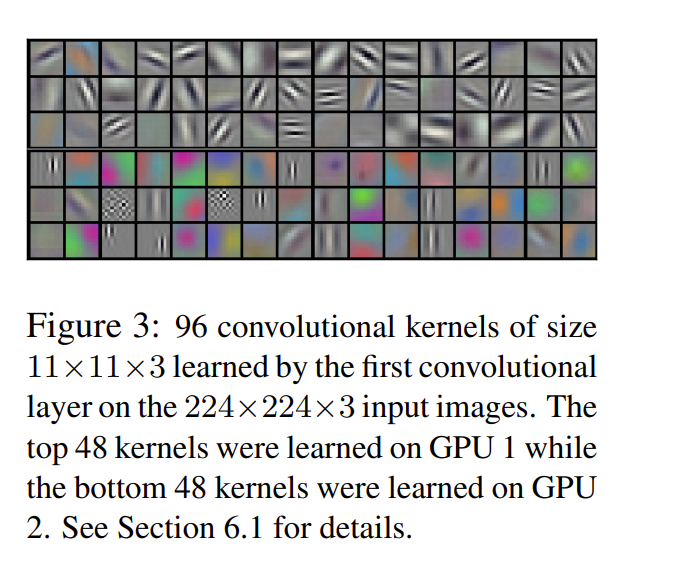 Figure 3: 96 convolutional kernels of size
11×11×3 learned by the first convolutional
layer on the 224×224×3 input images. The
top 48 kernels were learned on GPU 1 while
the bottom 48 kernels were learned on GPU
2. See Section 6.1 for details.